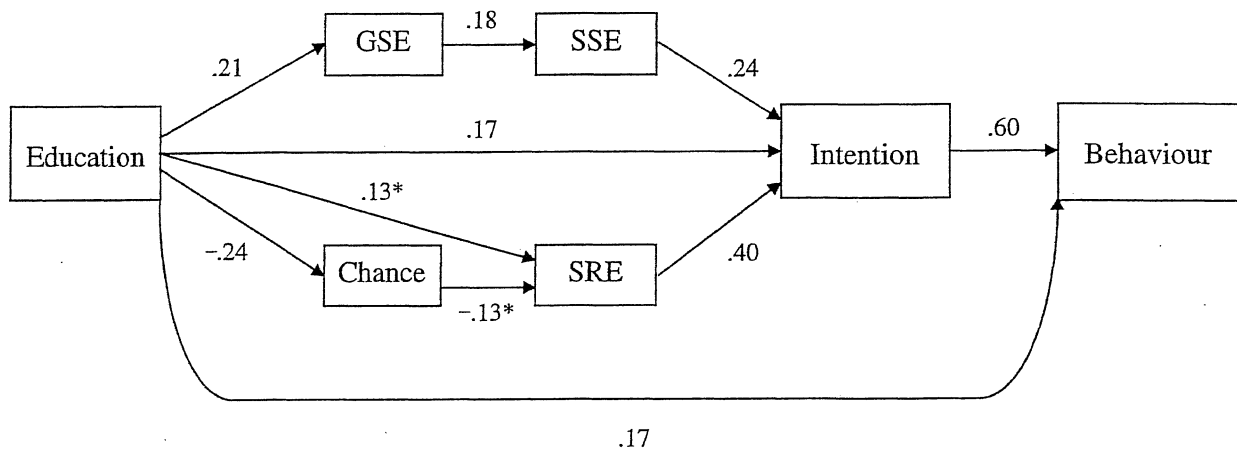 .18
GSE
SSE
.21
.24
.17
.60
Education
Intention
Behaviour
.13*
−.24
.40
Chance
SRE
−.13*
.17